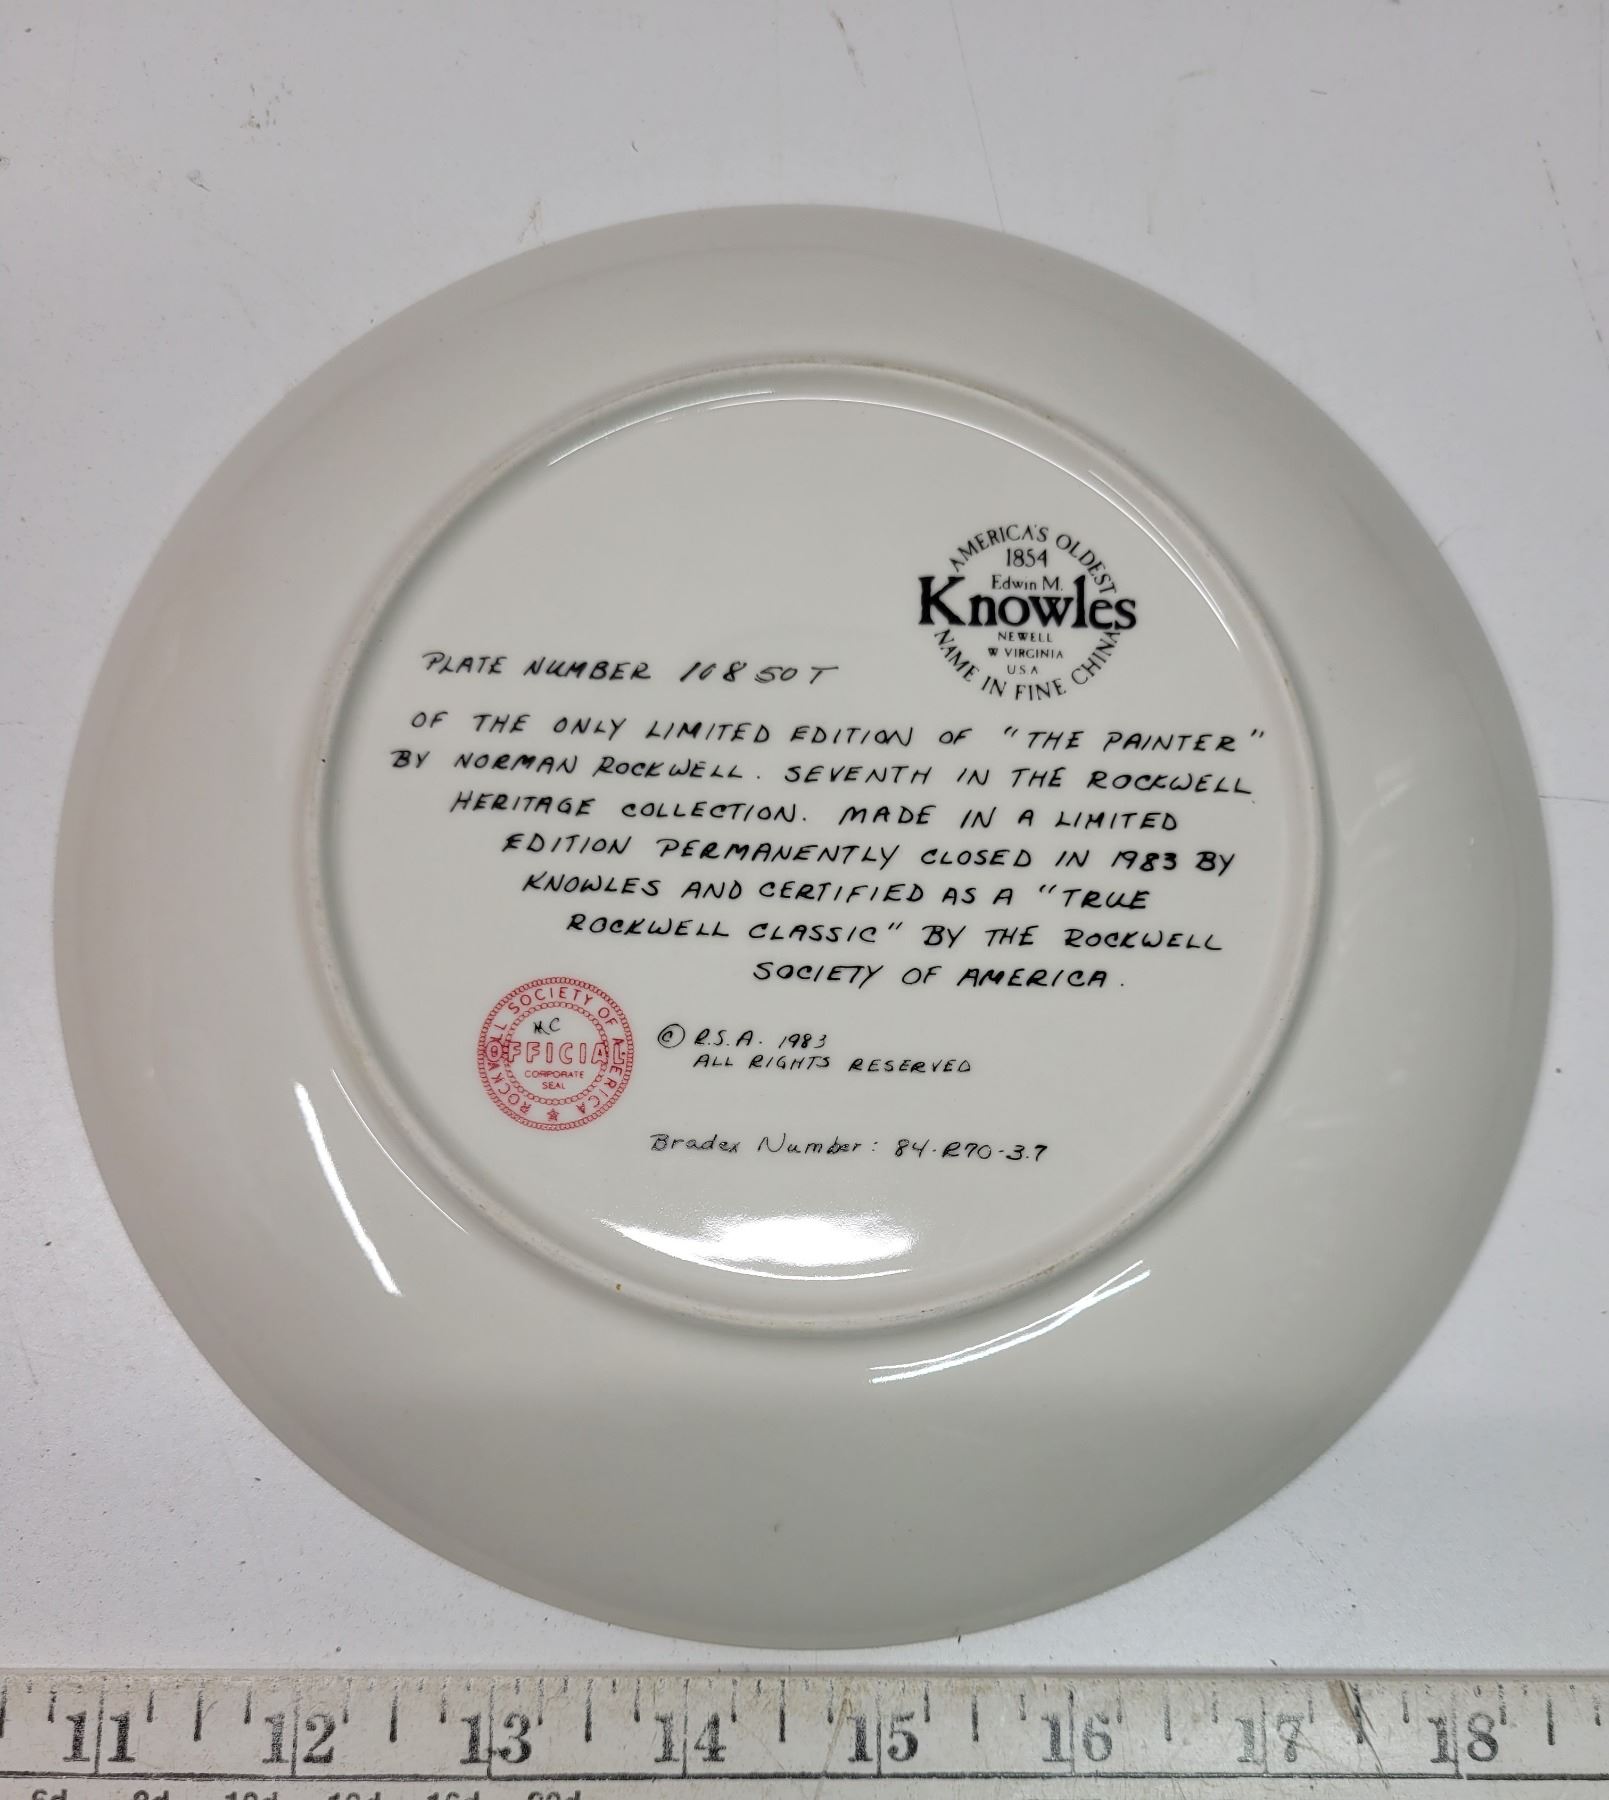 AMERICA'S OLDEST
1854
Edwin M.
Knowles
NEWELL
W VIRGINIA
U S A
NAME IN FINE CHINA
PLATE NUMBER 10850T
OF THE ONLY LIMITED EDITION OF "THE PAINTER"
BY NORMAN ROCKWELL. SEVENTH IN THE ROCKWELL
HERITAGE COLLECTION. MADE IN A LIMITED
EDITION PERMANENTLY CLOSED IN 1983 BY
KNOWLES AND CERTIFIED AS A "TRUE
ROCKWELL CLASSIC" BY THE ROCKWELL
SOCIETY OF AMERICA.
ROCKWELL SOCIETY OF AMERICA
OFFICIAL
CORPORATE
SEAL
© R.S.A. 1983
ALL RIGHTS RESERVED
Bradex Number: 84-R70-3.7
11 12 13 14 15 16 17 18